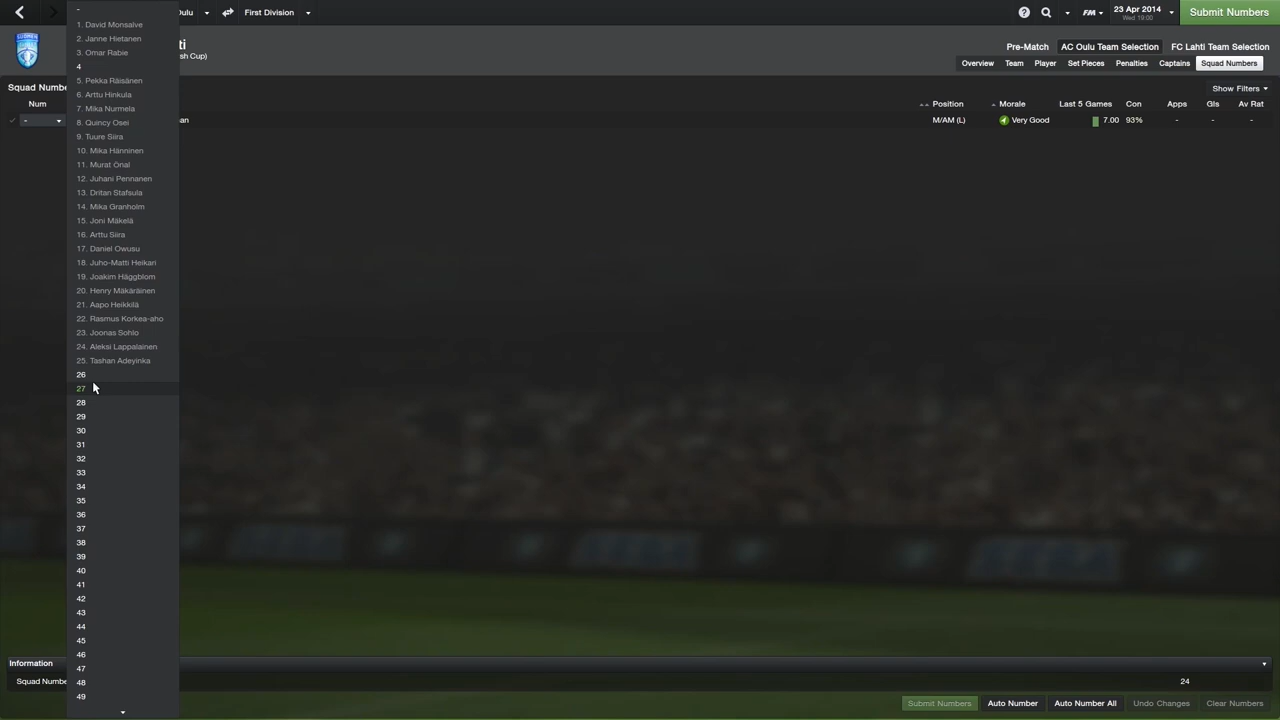 ulu
First Division
FM
23 Apr 2014
Wed 19:00
Submit Numbers
ti
sh Cup)
Pre-Match
AC Oulu Team Selection
FC Lahti Team Selection
Overview
Team
Player
Set Pieces
Penalties
Captains
Squad Numbers
Squad Numbe
Show Filters
Num
Position
Morale
Last 5 Games
Con
Apps
Gls
Av Rat
-
an
M/AM (L)
Very Good
7.00
93%
-
-
-
-
1. David Monsalve
2. Janne Hietanen
3. Omar Rabie
4
5. Pekka Räisänen
6. Arttu Hinkula
7. Mika Nurmela
8. Quincy Osei
9. Tuure Siira
10. Mika Hänninen
11. Murat Önal
12. Juhani Pennanen
13. Dritan Stafsula
14. Mika Granholm
15. Joni Mäkelä
16. Arttu Siira
17. Daniel Owusu
18. Juho-Matti Heikari
19. Joakim Häggblom
20. Henry Mäkäräinen
21. Aapo Heikkilä
22. Rasmus Korkea-aho
23. Joonas Sohlo
24. Aleksi Lappalainen
25. Tashan Adeyinka
26
27
28
29
30
31
32
33
34
35
36
37
38
39
40
41
42
43
44
45
46
47
48
49
Information
Squad Numbe
24
Submit Numbers
Auto Number
Auto Number All
Undo Changes
Clear Numbers